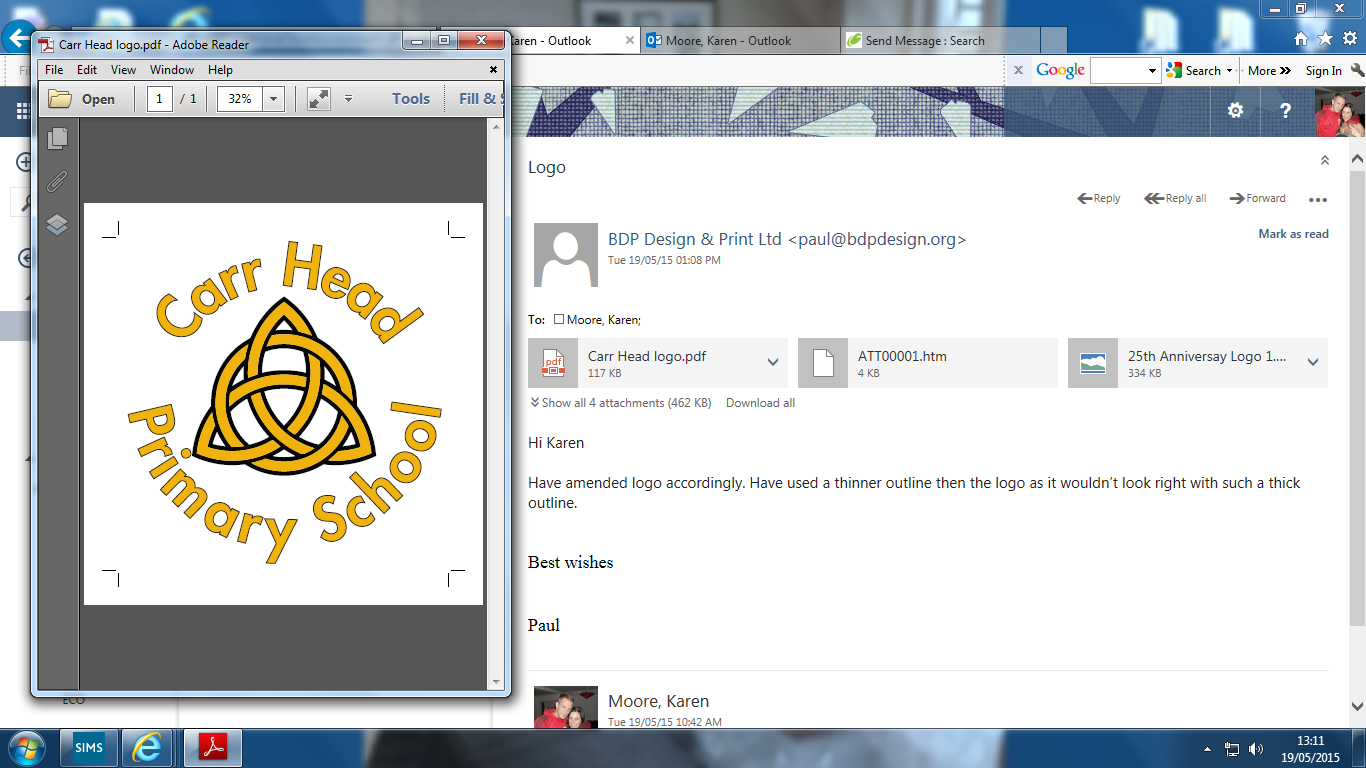 Carr Head logo.pdf - Adobe Reader
Karen - Outlook
Moore, Karen - Outlook
Send Message : Search
File Edit View Window Help
Google
Search
More »
Sign In
Open
1 / 1
32%
Tools
Fill &
Carr Head
Primary School
Logo
Reply
Reply all
Forward
BDP Design & Print Ltd <paul@bdpdesign.org>
Mark as read
Tue 19/05/15 01:08 PM
To: Moore, Karen;
Carr Head logo.pdf
117 KB
ATT00001.htm
4 KB
25th Anniversay Logo 1....
334 KB
Show all 4 attachments (462 KB) Download all
Hi Karen
Have amended logo accordingly. Have used a thinner outline then the logo as it wouldn't look right with such a thick
outline.
Best wishes
Paul
Moore, Karen
Tue 19/05/15 10:42 AM
ECO
SIMS
13:11
19/05/2015